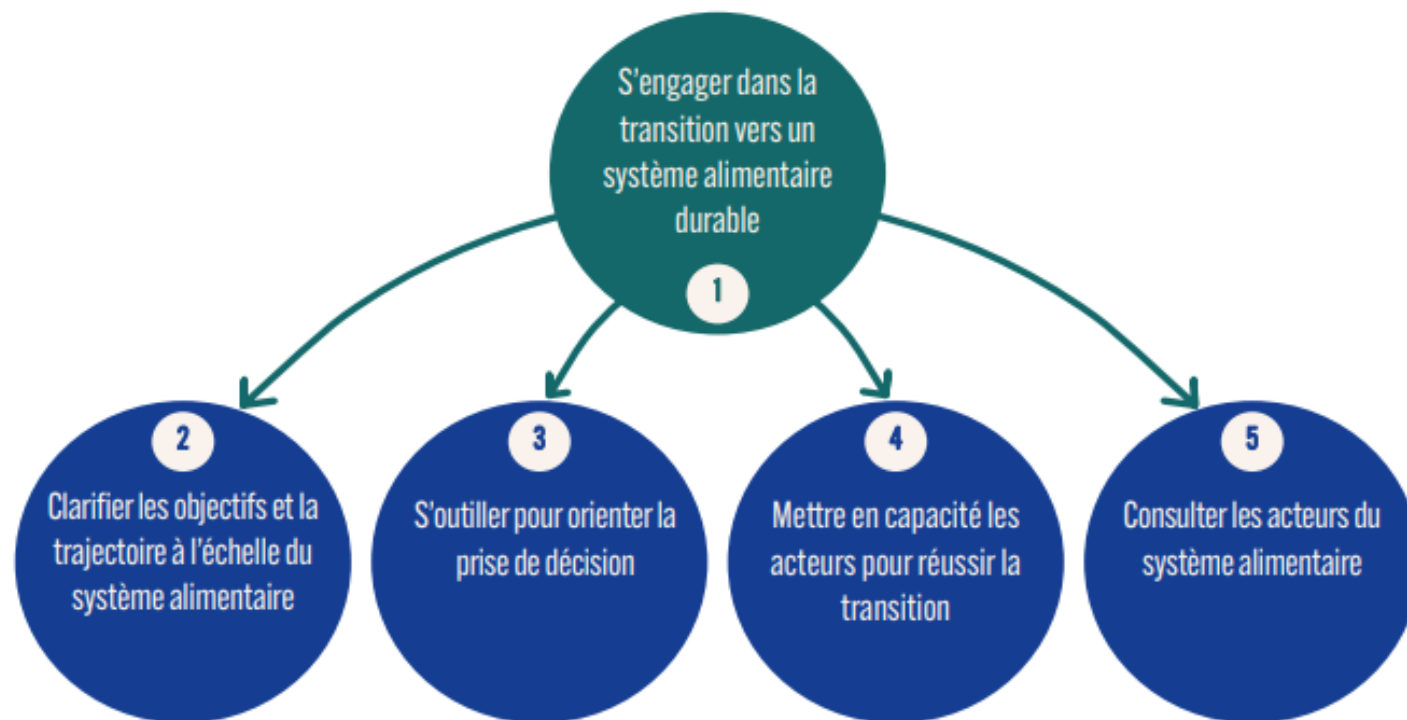 S'engager dans la
transition vers un
système alimentaire
durable
1
2
Clarifier les objectifs et la
trajectoire à l'échelle du
système alimentaire
3
S'outiller pour orienter la
prise de décision
4
Mettre en capacité les
acteurs pour réussir la
transition
5
Consulter les acteurs du
système alimentaire